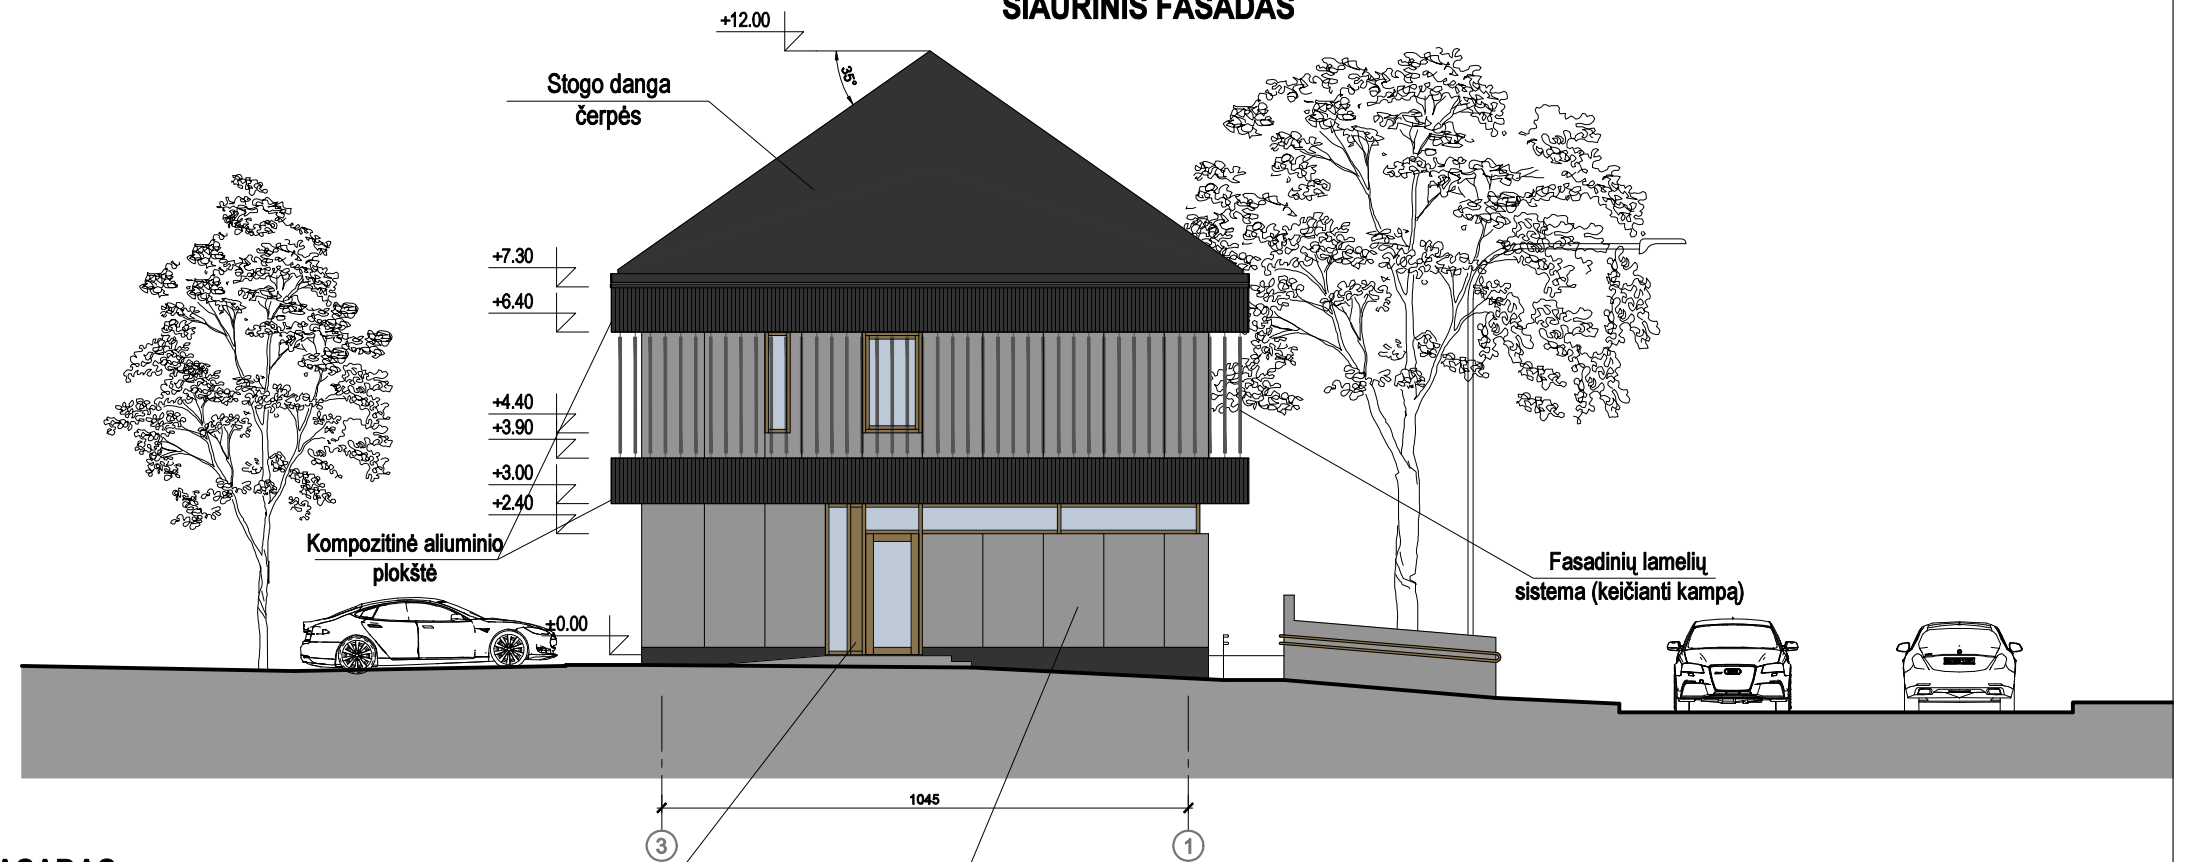 ŠIAURINIS FASADAS
+12.00
35°
Stogo danga
čerpės
+7.30
+6.40
+4.40
+3.90
+3.00
+2.40
Kompozitinė aliuminio
plokštė
Fasadinių lamelių
sistema (keičianti kampą)
±0.00
1045
3
1